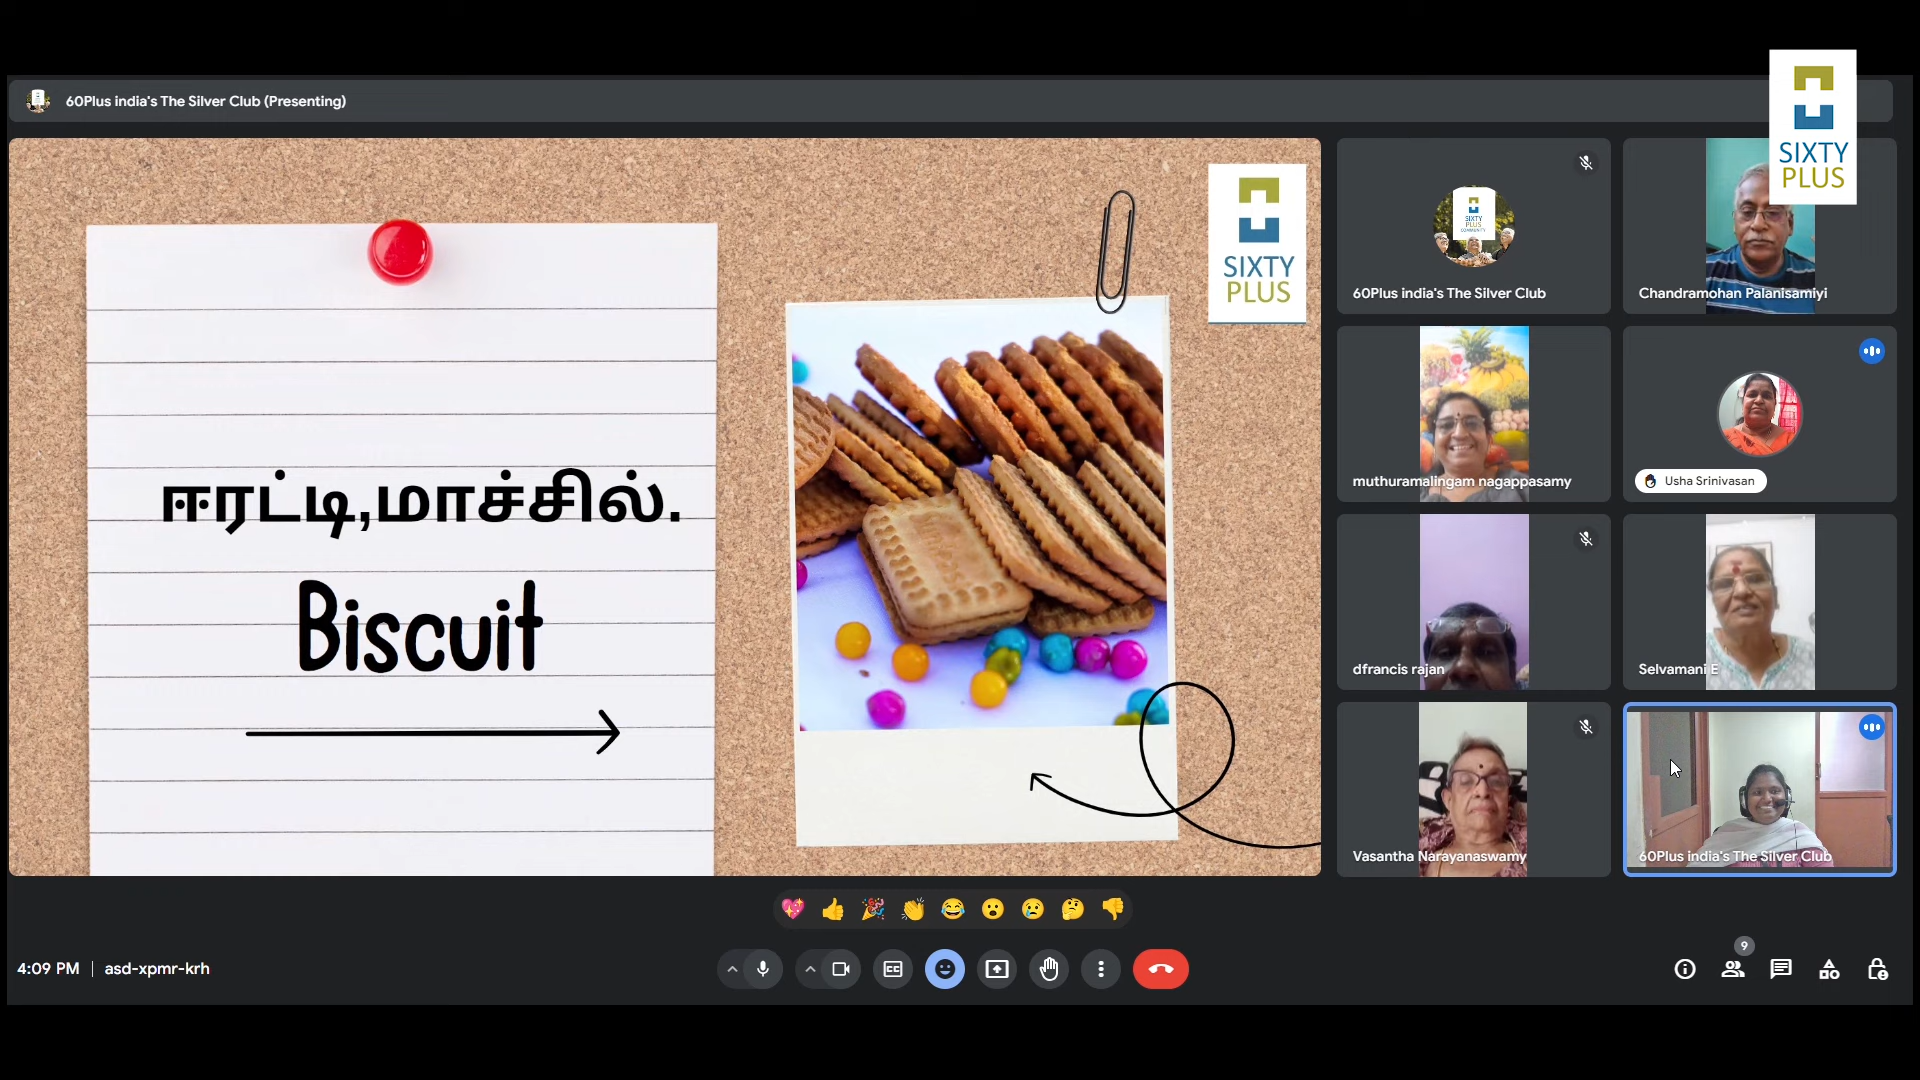 60Plus india's The Silver Club (Presenting)
SIXTY
PLUS
SIXTY
PLUS
ஈரட்டி,மாச்சில்.
Biscuit
60Plus india's The Silver Club
Chandramohan Palanisamiyi
muthuramalingam nagappasamy
Usha Srinivasan
dfrancis rajan
Selvamani E
Vasantha Narayanaswamy
60Plus india's The Silver Club
4:09 PM | asd-xpmr-krh
9